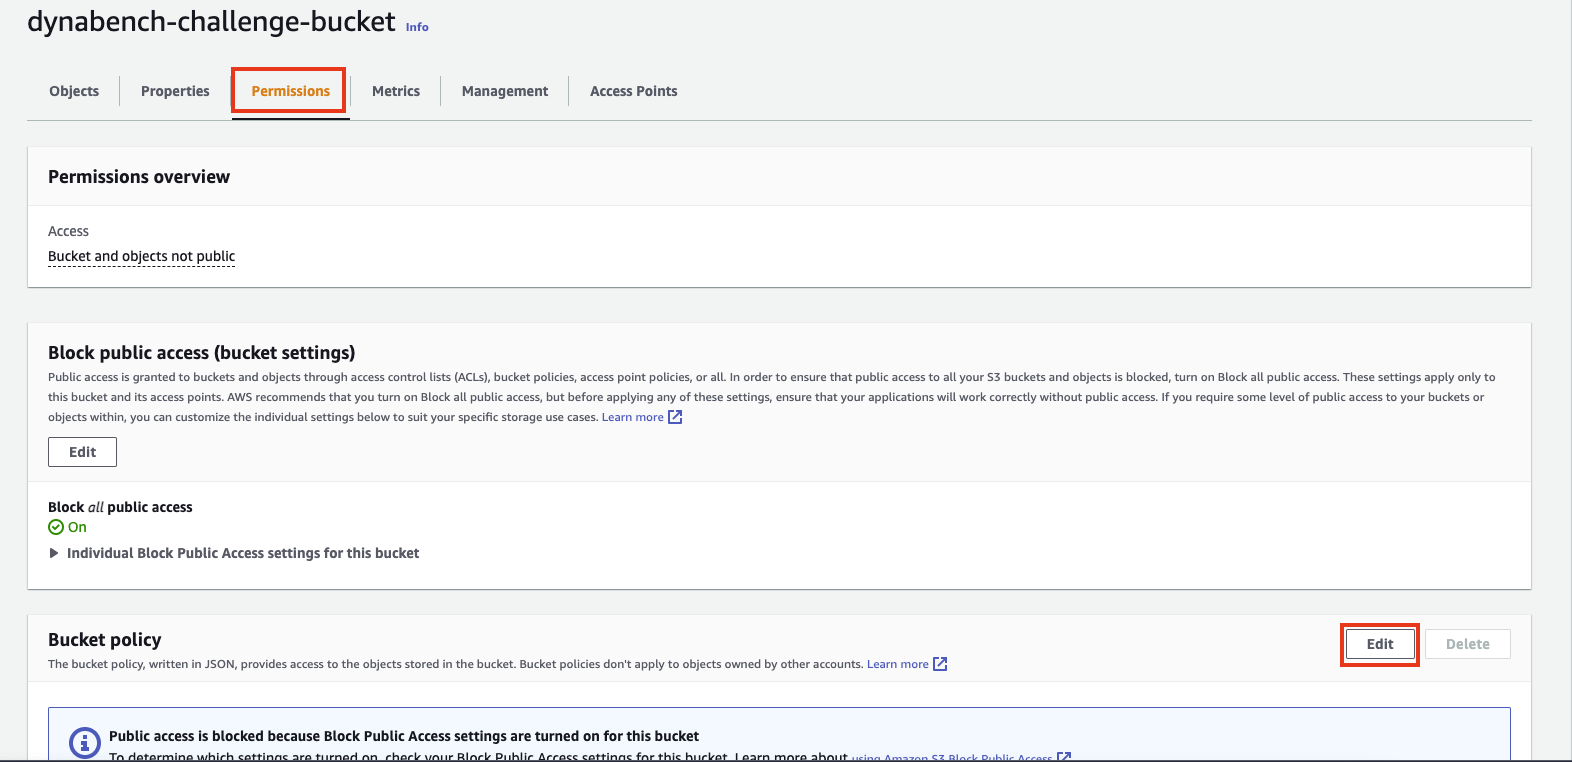 dynabench-challenge-bucket Info
Objects Properties Permissions Metrics Management Access Points
Permissions overview
Access
Bucket and objects not public
Block public access (bucket settings)
Public access is granted to buckets and objects through access control lists (ACLs), bucket policies, access point policies, or all. In order to ensure that public access to all your S3 buckets and objects is blocked, turn on Block all public access. These settings apply only to
this bucket and its access points. AWS recommends that you turn on Block all public access, but before applying any of these settings, ensure that your applications will work correctly without public access. If you require some level of public access to your buckets or
objects within, you can customize the individual settings below to suit your specific storage use cases. Learn more
Edit
Block all public access
On
Individual Block Public Access settings for this bucket
Bucket policy
Edit Delete
The bucket policy, written in JSON, provides access to the objects stored in the bucket. Bucket policies don't apply to objects owned by other accounts. Learn more
Public access is blocked because Block Public Access settings are turned on for this bucket
To determine which settings are turned on, check your Block Public Access settings for this bucket. Learn more about using Amazon S3 Block Public Access